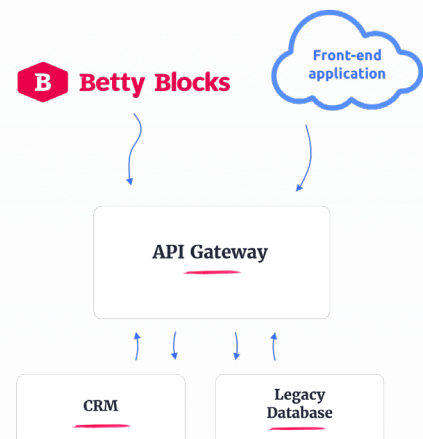 Front-end
application
B Betty Blocks
API Gateway
CRM
Legacy
Database